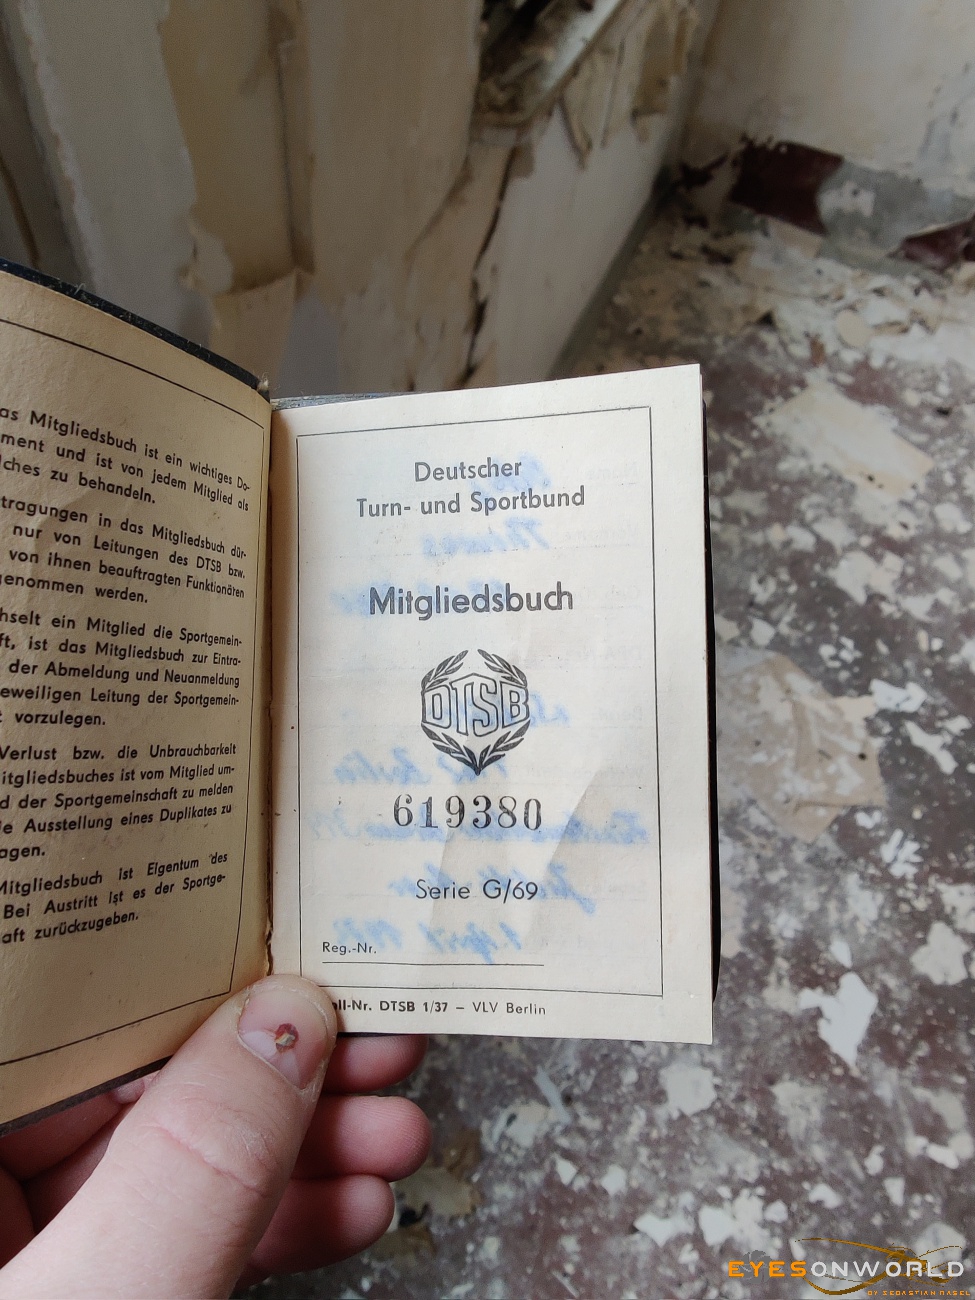 as Mitgliedsbuch ist ein wichtiges Do-
ment und ist von jedem Mitglied als
lches zu behandeln.
tragungen in das Mitgliedsbuch dür-
nur von Leitungen des DTSB bzw.
von ihnen beauftragten Funktionären
genommen werden.
hselt ein Mitglied die Sportgemein-
ft, ist das Mitgliedsbuch zur Eintra-
der Abmeldung und Neuanmeldung
eweiligen Leitung der Sportgemein-
t vorzulegen.
Verlust bzw. die Unbrauchbarkeit
itgliedsbuches ist vom Mitglied um-
d der Sportgemeinschaft zu melden
ie Ausstellung eines Duplikates zu
agen.
Mitgliedsbuch ist Eigentum des
Bei Austritt ist es der Sportge-
aft zurückzugeben.
Deutscher
Turn- und Sportbund
Mitgliedsbuch
DTSB
619380
Serie G/69
Reg.-Nr.
oll-Nr. DTSB 1/37 – VLV Berlin
EYESONWORLD
BY SEBASTIAN NASEL